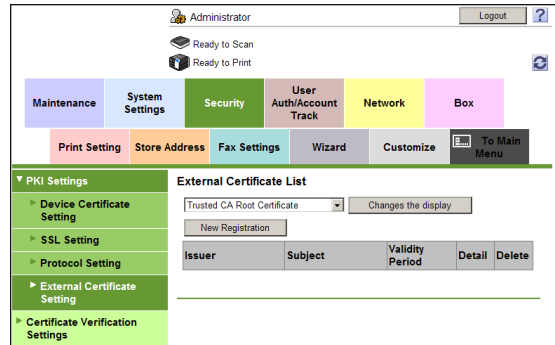 Administrator
Logout
?
Ready to Scan
Ready to Print
Maintenance
System
Settings
Security
User
Auth/Account
Track
Network
Box
Print Setting
Store Address
Fax Settings
Wizard
Customize
To Main
Menu
PKI Settings
Device Certificate
Setting
SSL Setting
Protocol Setting
External Certificate
Setting
Certificate Verification
Settings
External Certificate List
Trusted CA Root Certificate
Changes the display
New Registration
Issuer
Subject
Validity
Period
Detail
Delete